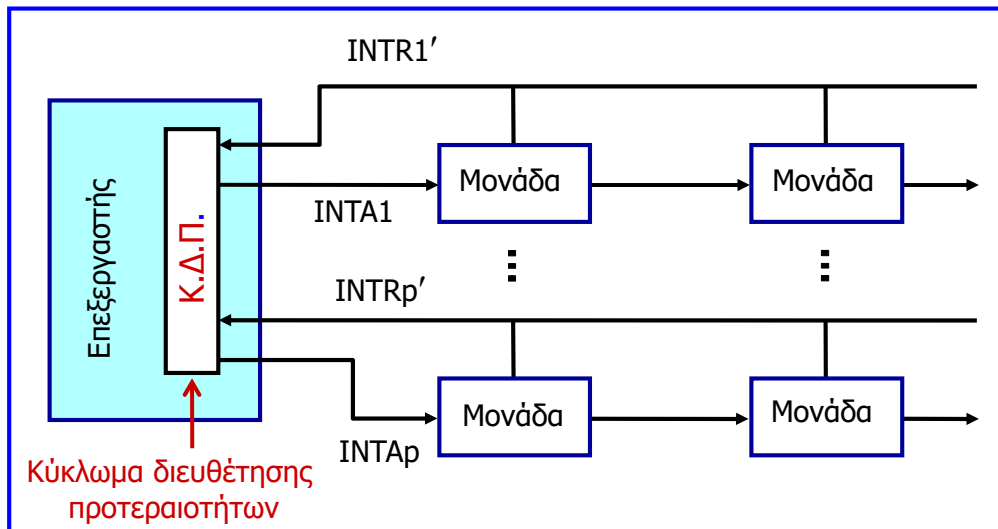 INTR1′
Επεξεργαστής
Κ.Δ.Π.
Μονάδα
Μονάδα
INTA1
INTRp′
Μονάδα
Μονάδα
INTAp
Κύκλωμα διευθέτησης
προτεραιοτήτων